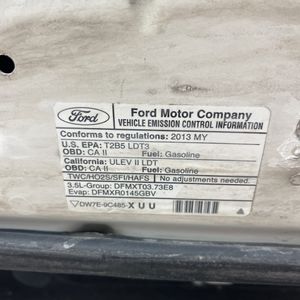 Ford
Ford Motor Company
VEHICLE EMISSION CONTROL INFORMATION
Conforms to regulations: 2013 MY
U.S. EPA: T2B5 LDT3
OBD: CA II Fuel: Gasoline
California: ULEV II LDT
OBD: CA II Fuel: Gasoline
TWC/HO2S/SFI/HAFS No adjustments needed.
3.5L-Group: DFMXT03.73E8
Evap: DFMXR0145GBV
DW7E-9C485-XUU